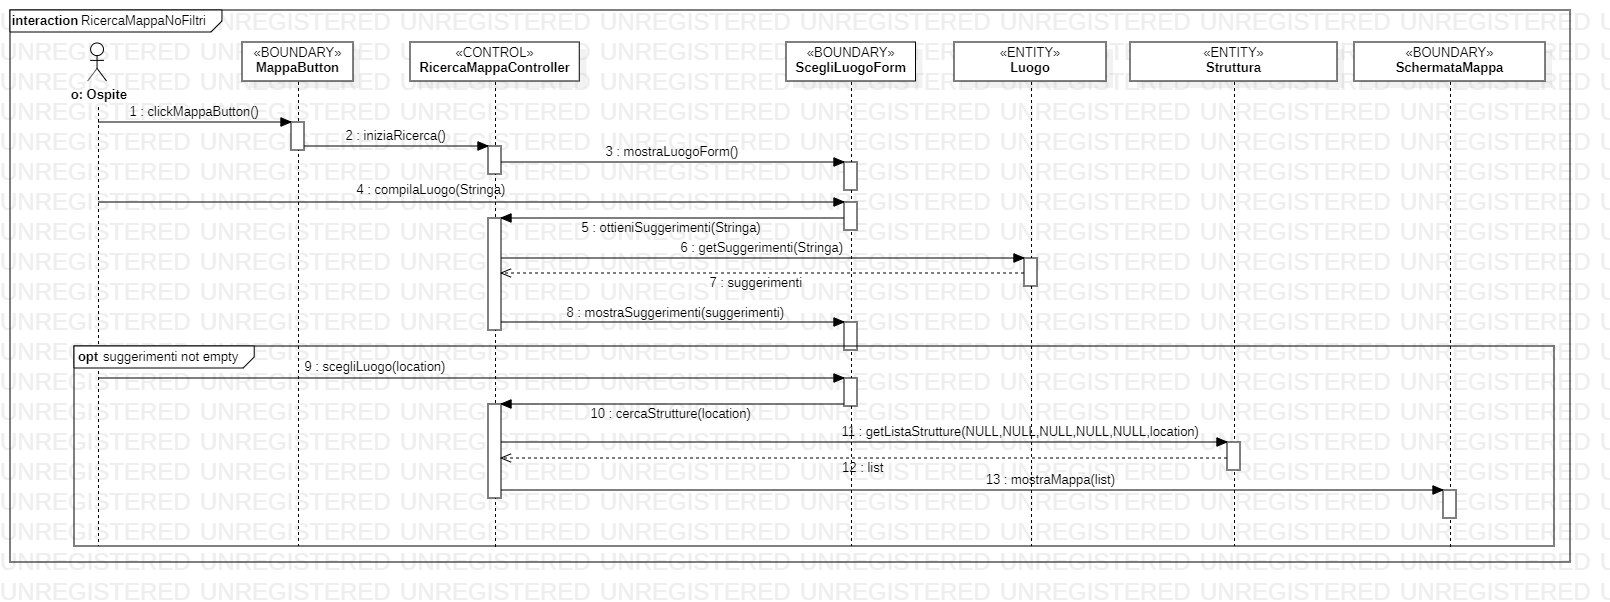 interaction RicercaMappaNoFiltri
«BOUNDARY»
MappaButton
«CONTROL»
RicercaMappaController
«BOUNDARY»
ScegliLuogoForm
«ENTITY»
Luogo
«ENTITY»
Struttura
«BOUNDARY»
SchermataMappa
o: Ospite
1 : clickMappaButton()
2 : iniziaRicerca()
3 : mostraLuogoForm()
4 : compilaLuogo(Stringa)
5 : ottieniSuggerimenti(Stringa)
6 : getSuggerimenti(Stringa)
7 : suggerimenti
8 : mostraSuggerimenti(suggerimenti)
opt suggerimenti not empty
9 : scegliLuogo(location)
10 : cercaStrutture(location)
11 : getListaStrutture(NULL,NULL,NULL,NULL,NULL,location)
12 : list
13 : mostraMappa(list)
UNREGISTERED